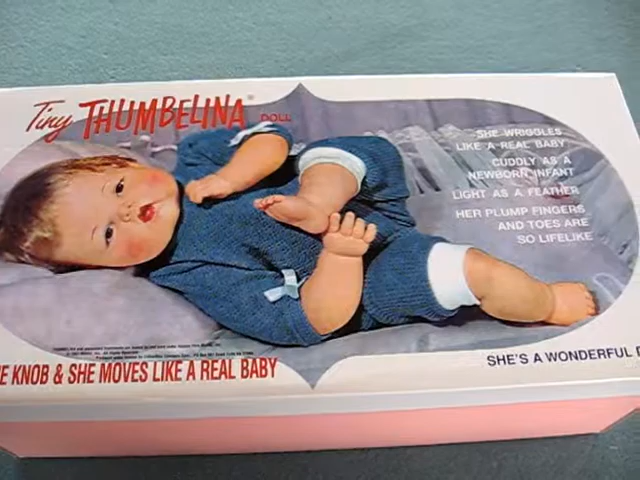 Tiny THUMBELINA® DOLL
SHE WRIGGLES
LIKE A REAL BABY
CUDDLY AS A
NEWBORN INFANT
LIGHT AS A FEATHER
HER PLUMP FINGERS
AND TOES ARE
SO LIFELIKE
E KNOB & SHE MOVES LIKE A REAL BABY
SHE'S A WONDERFUL